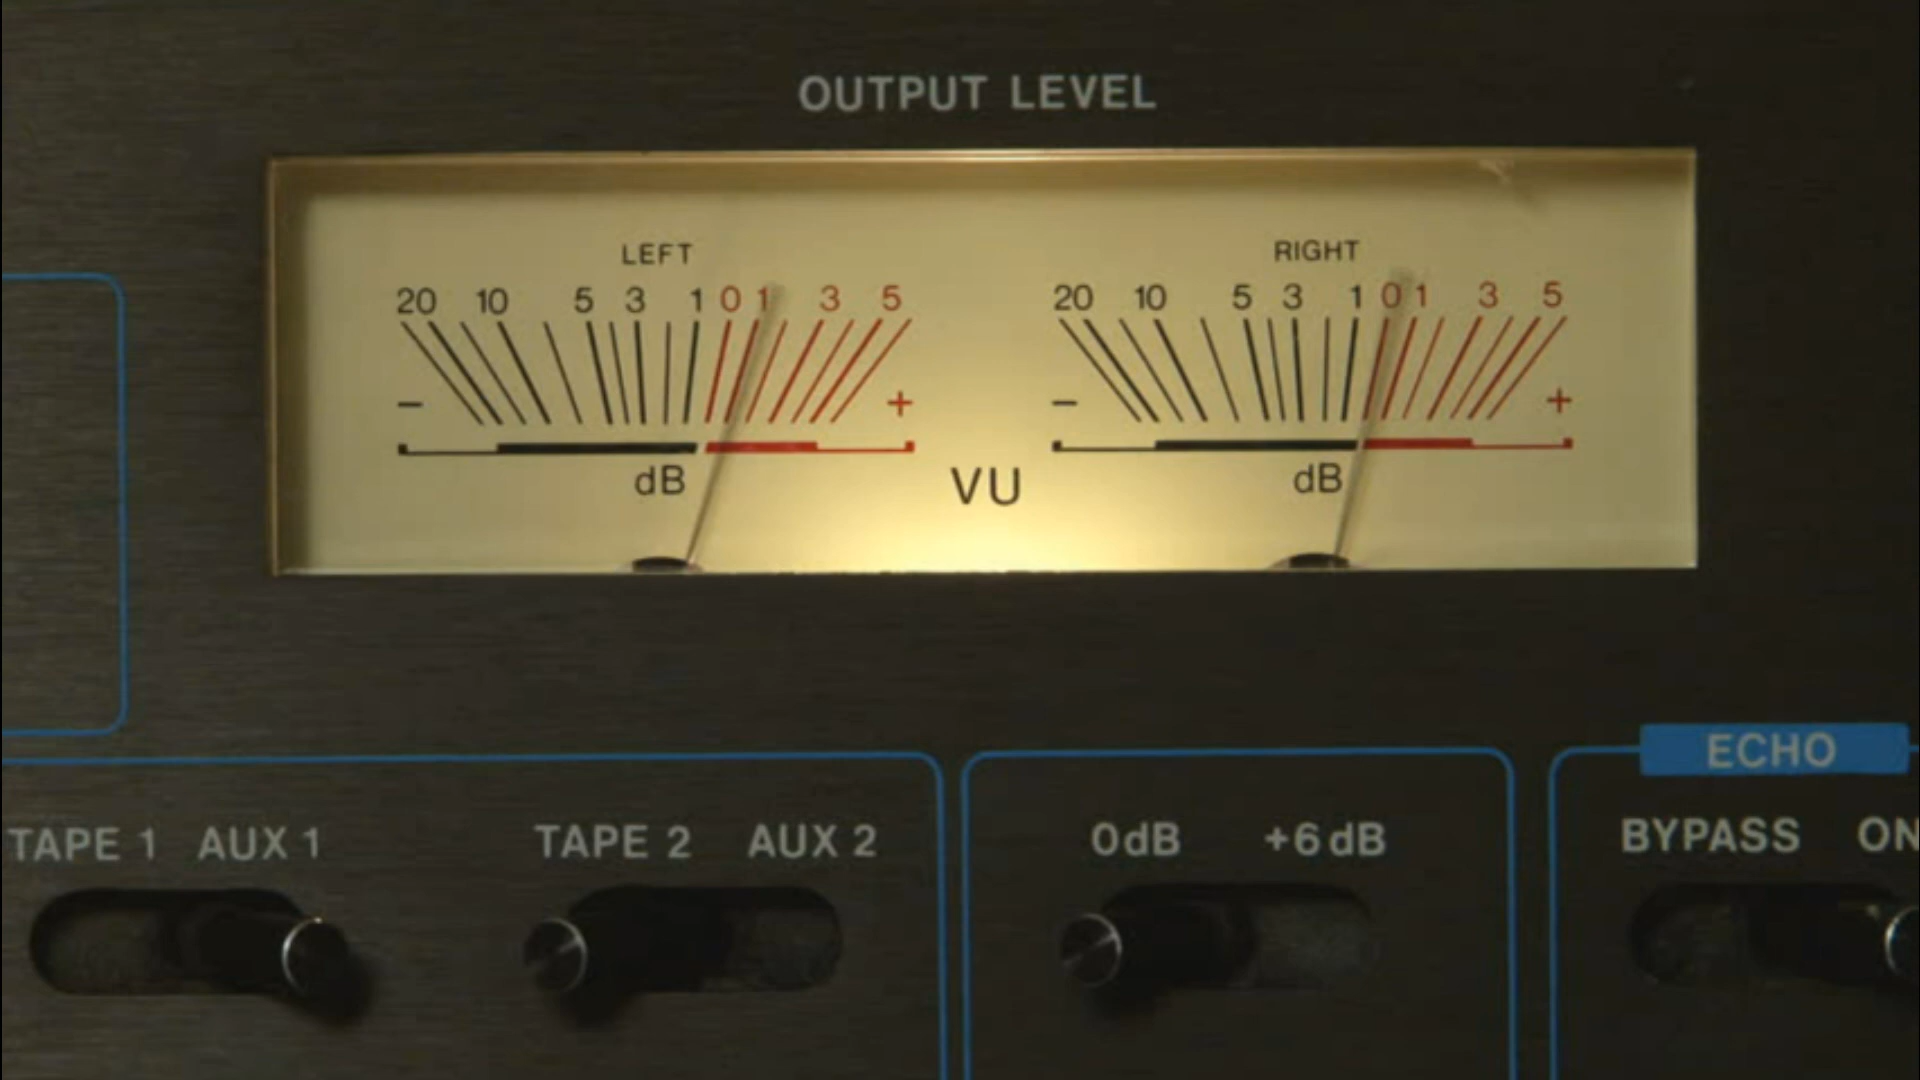 OUTPUT LEVEL
LEFT RIGHT
20 10 5 3 1 0 1 3 5 20 10 5 3 1 0 1 3 5
- + - +
dB VU dB
ECHO
TAPE 1 AUX 1 TAPE 2 AUX 2 0dB +6dB BYPASS ON